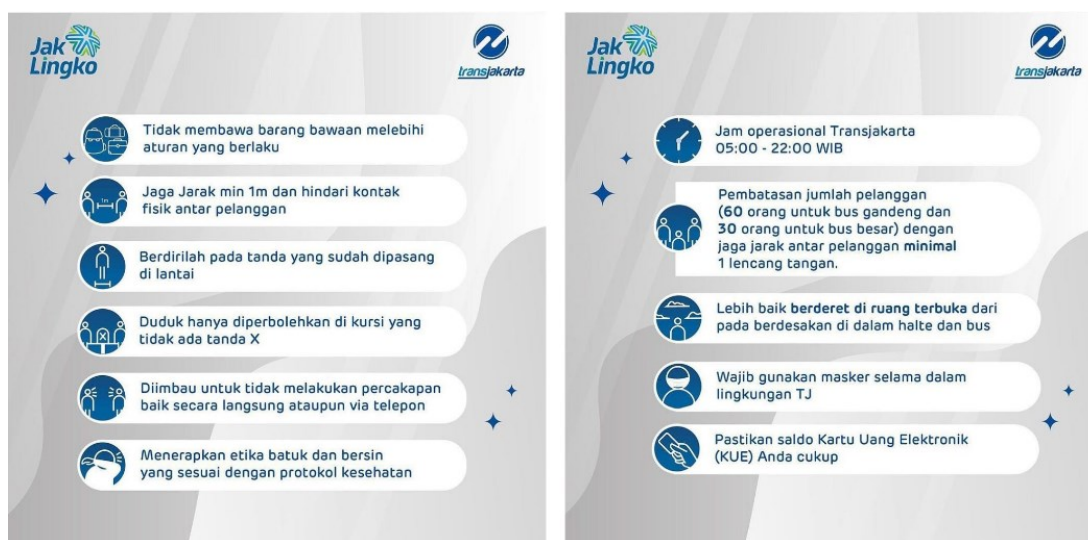 Jak
Lingko
transjakarta
Tidak membawa barang bawaan melebihi
aturan yang berlaku
Jaga Jarak min 1m dan hindari kontak
fisik antar pelanggan
1m
Berdirilah pada tanda yang sudah dipasang
di lantai
Duduk hanya diperbolehkan di kursi yang
tidak ada tanda X
X
Diimbau untuk tidak melakukan percakapan
baik secara langsung ataupun via telepon
Menerapkan etika batuk dan bersin
yang sesuai dengan protokol kesehatan
Jak
Lingko
transjakarta
Jam operasional Transjakarta
05:00 - 22:00 WIB
Pembatasan jumlah pelanggan
(60 orang untuk bus gandeng dan
30 orang untuk bus besar) dengan
jaga jarak antar pelanggan minimal
1 lencang tangan.
Lebih baik berderet di ruang terbuka dari
pada berdesakan di dalam halte dan bus
Wajib gunakan masker selama dalam
lingkungan TJ
Pastikan saldo Kartu Uang Elektronik
(KUE) Anda cukup